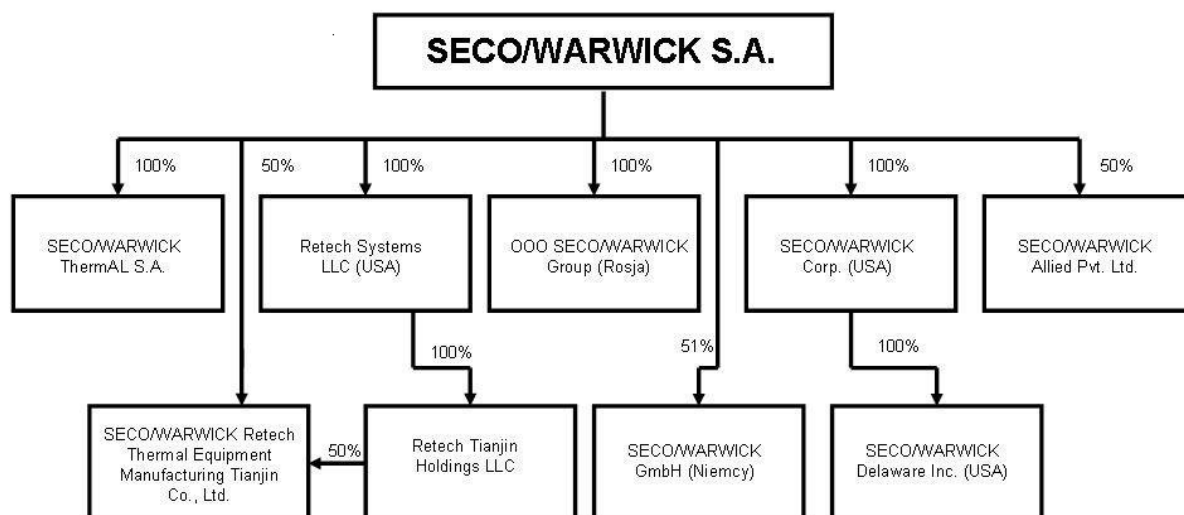 SECO/WARWICK S.A.
100%
50%
100%
100%
100%
50%
SECO/WARWICK
ThermAL S.A.
Retech Systems
LLC (USA)
OOO SECO/WARWICK
Group (Rosja)
SECO/WARWICK
Corp. (USA)
SECO/WARWICK
Allied Pvt. Ltd.
100%
51%
100%
SECO/WARWICK Retech
Thermal Equipment
Manufacturing Tianjin
Co., Ltd.
50%
Retech Tianjin
Holdings LLC
SECO/WARWICK
GmbH (Niemcy)
SECO/WARWICK
Delaware Inc. (USA)